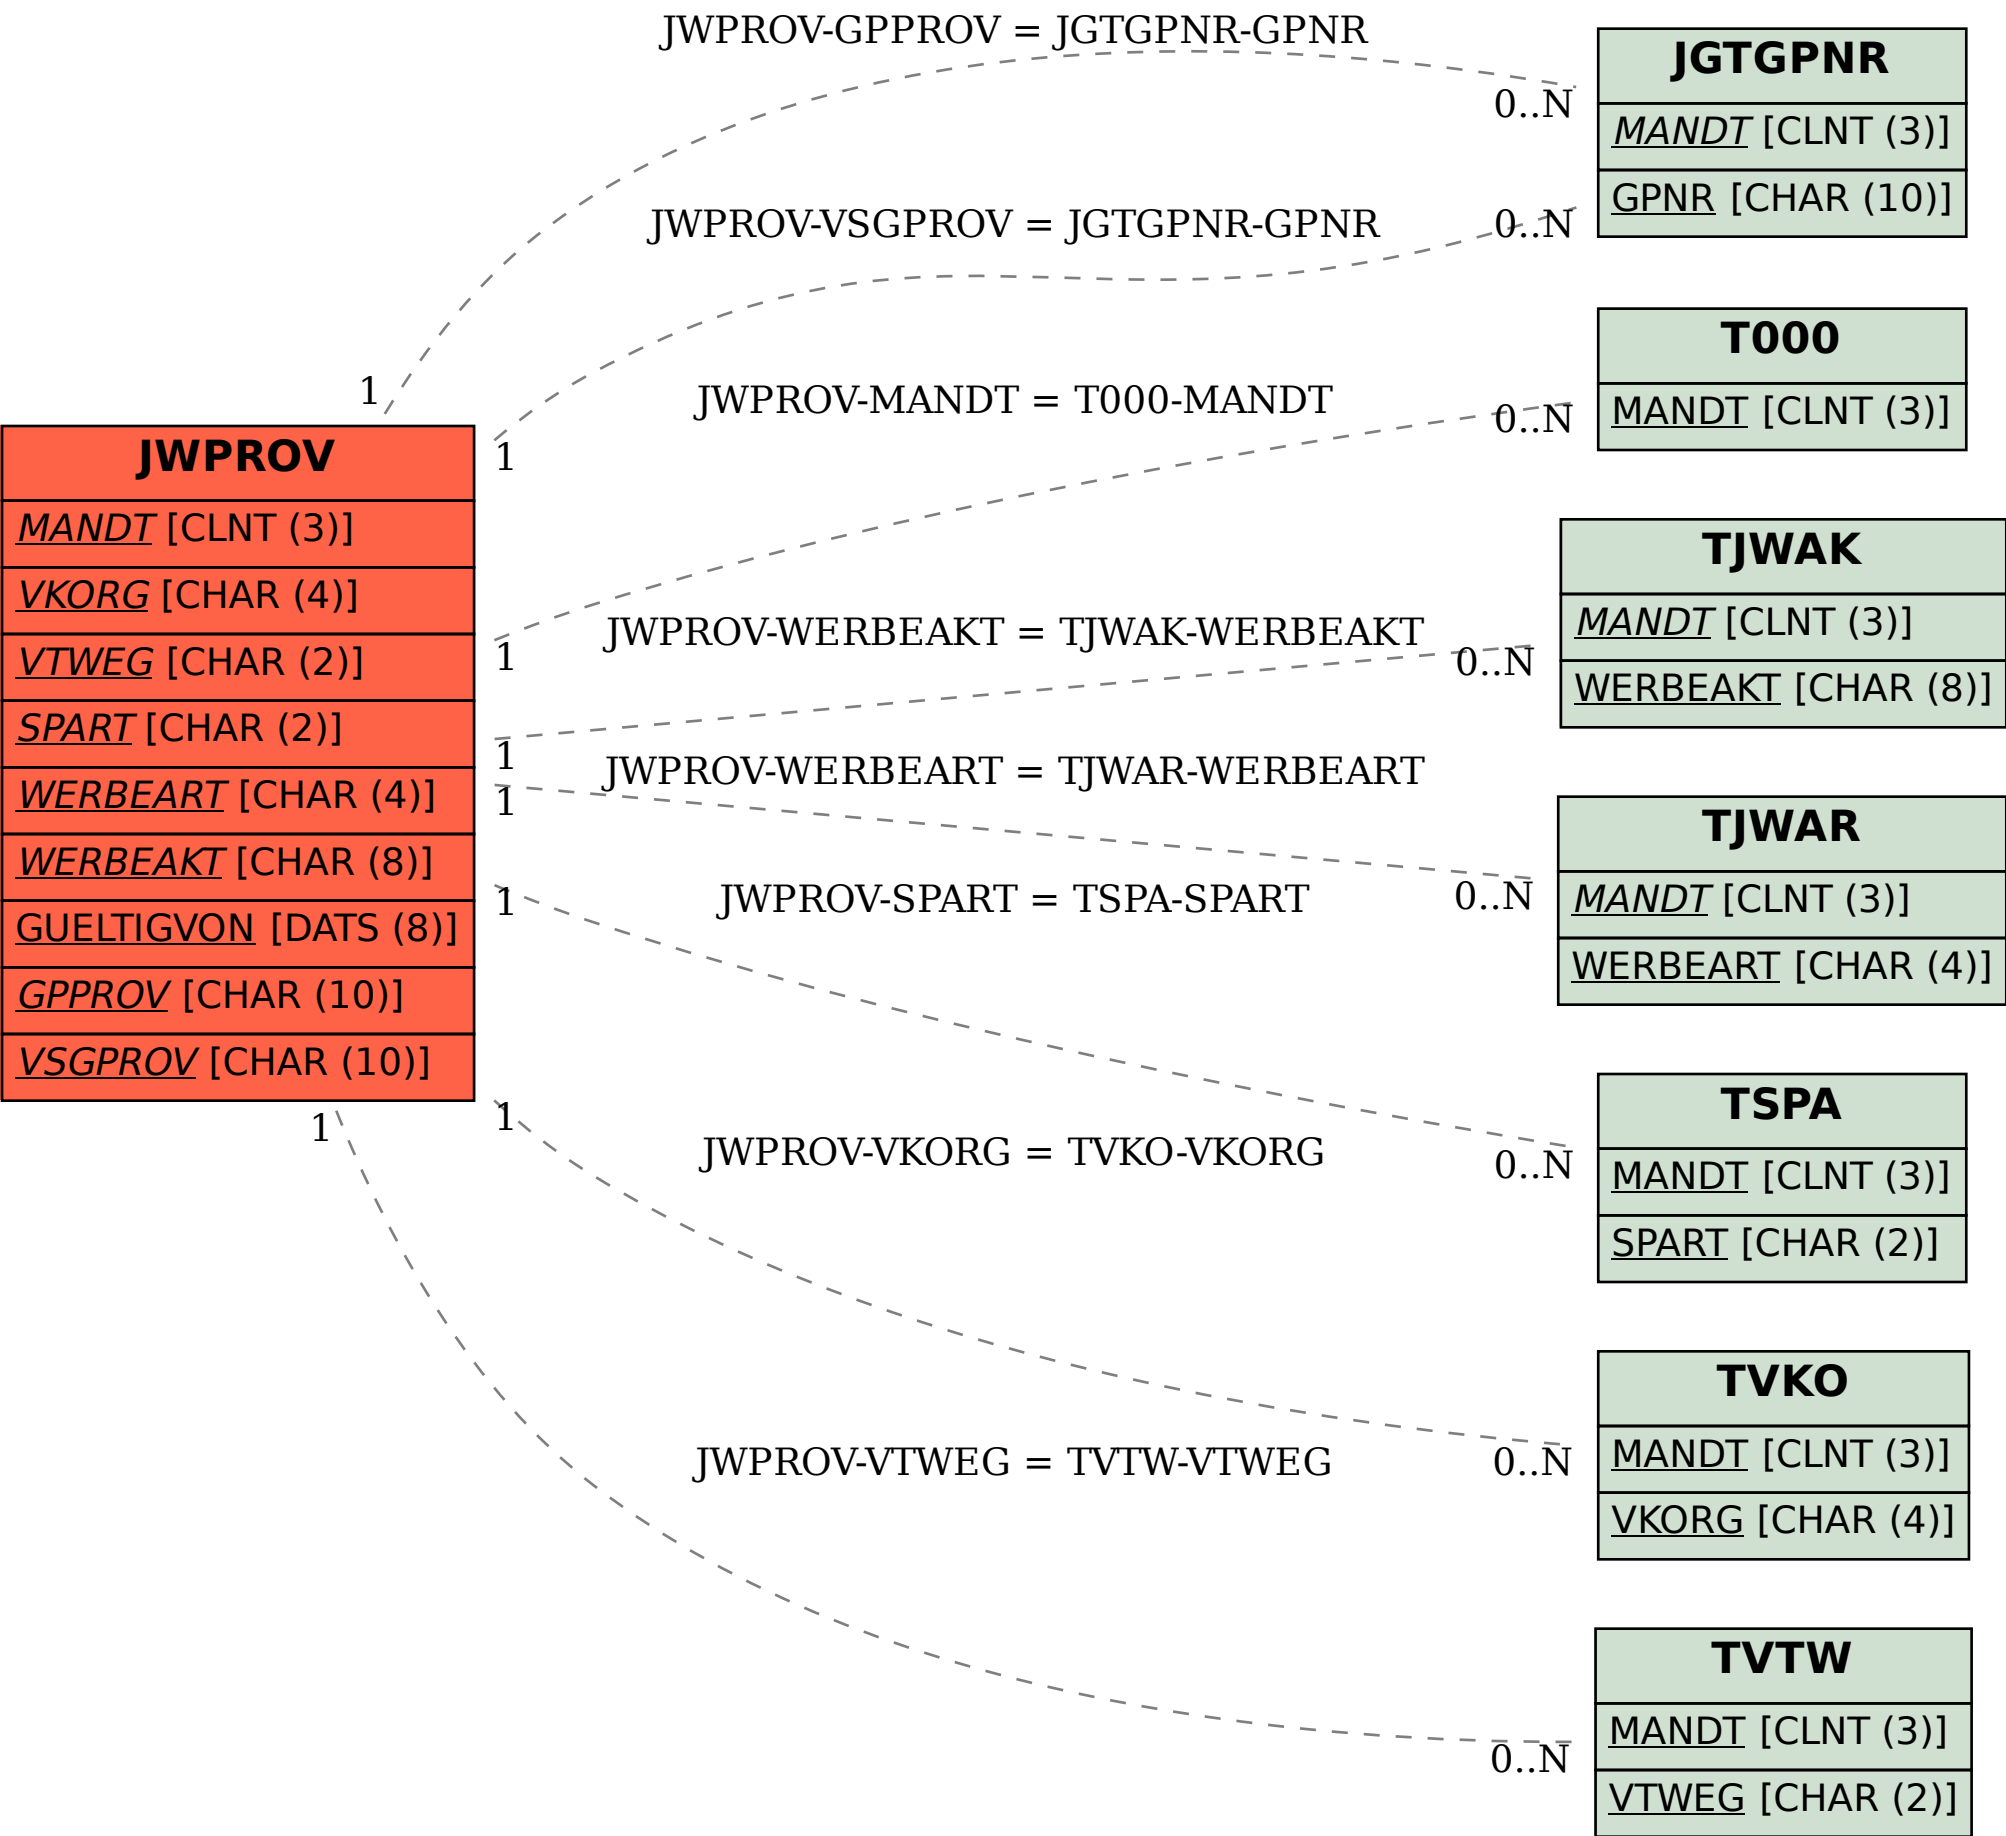 JWPROV-GPPROV = JGTGPNR-GPNR
0..N
JWPROV-VSGPROV = JGTGPNR-GPNR
0..N
1
1
JWPROV-MANDT = T000-MANDT
0..N
1
JWPROV-WERBEAKT = TJWAK-WERBEAKT
0..N
1
JWPROV-WERBEART = TJWAR-WERBEART
1
0..N
JWPROV-SPART = TSPA-SPART
1
0..N
JWPROV-VKORG = TVKO-VKORG
1
0..N
JWPROV-VTWEG = TVTW-VTWEG
1
0..N
JWPROV
MANDT [CLNT (3)]
VKORG [CHAR (4)]
VTWEG [CHAR (2)]
SPART [CHAR (2)]
WERBEART [CHAR (4)]
WERBEAKT [CHAR (8)]
GUELTIGVON [DATS (8)]
GPPROV [CHAR (10)]
VSGPROV [CHAR (10)]
JGTGPNR
MANDT [CLNT (3)]
GPNR [CHAR (10)]
T000
MANDT [CLNT (3)]
TJWAK
MANDT [CLNT (3)]
WERBEAKT [CHAR (8)]
TJWAR
MANDT [CLNT (3)]
WERBEART [CHAR (4)]
TSPA
MANDT [CLNT (3)]
SPART [CHAR (2)]
TVKO
MANDT [CLNT (3)]
VKORG [CHAR (4)]
TVTW
MANDT [CLNT (3)]
VTWEG [CHAR (2)]